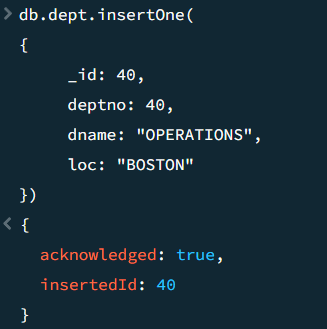 > db.dept.insertOne(
{
_id: 40,
deptno: 40,
dname: "OPERATIONS",
loc: "BOSTON"
})
< {
acknowledged: true,
insertedId: 40
}